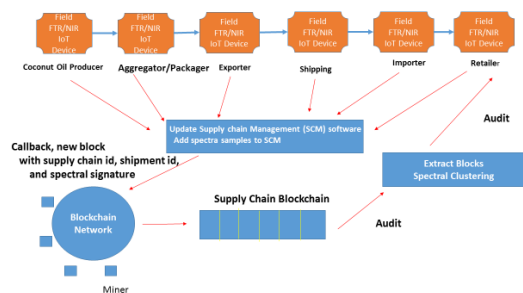 Field
FTR/NIR
IoT
Device
Field
FTR/NIR
IoT
Device
Field
FTR/NIR
IoT Device
Field
FTR/NIR
IoT Device
Field
FTR/NIR
IoT Device
Field
FTR/NIR
IoT Device
Coconut Oil Producer
Aggregator/Packager
Exporter
Shipping
Importer
Retailer
Update Supply chain Management (SCM) software
Add spectra samples to SCM
Audit
Callback, new block
with supply chain id, shipment id,
and spectral signature
Extract Blocks
Spectral Clustering
Supply Chain Blockchain
Blockchain
Network
Audit
Miner